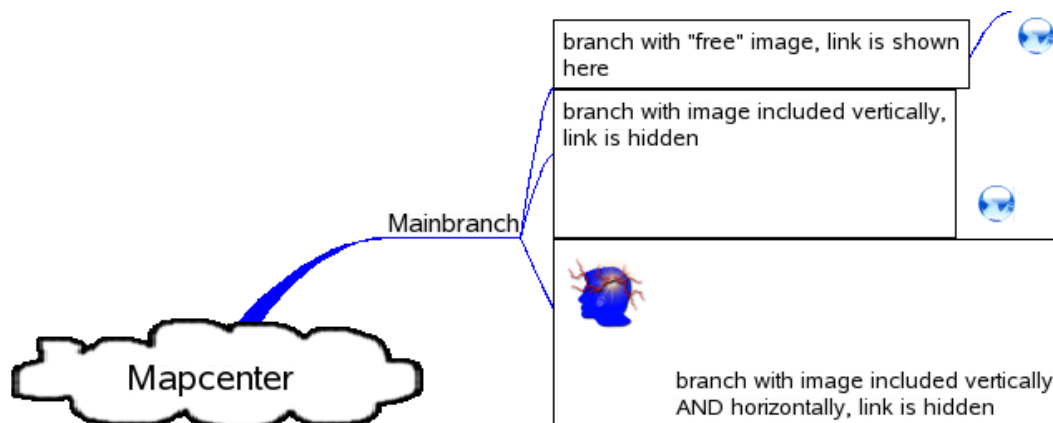 branch with "free" image, link is shown
here
branch with image included vertically,
link is hidden
Mainbranch
branch with image included vertically
AND horizontally, link is hidden
Mapcenter